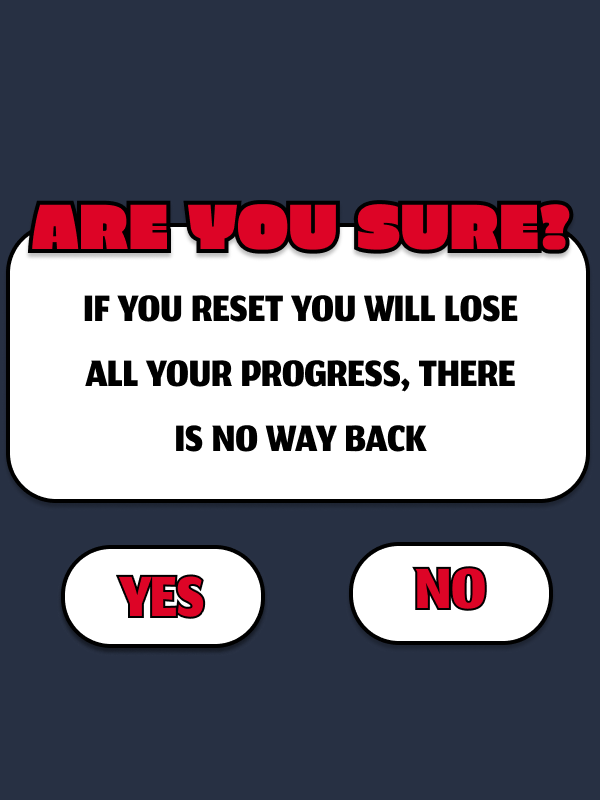 ARE YOU SURE?
IF YOU RESET YOU WILL LOSE
ALL YOUR PROGRESS, THERE
IS NO WAY BACK
YES
NO